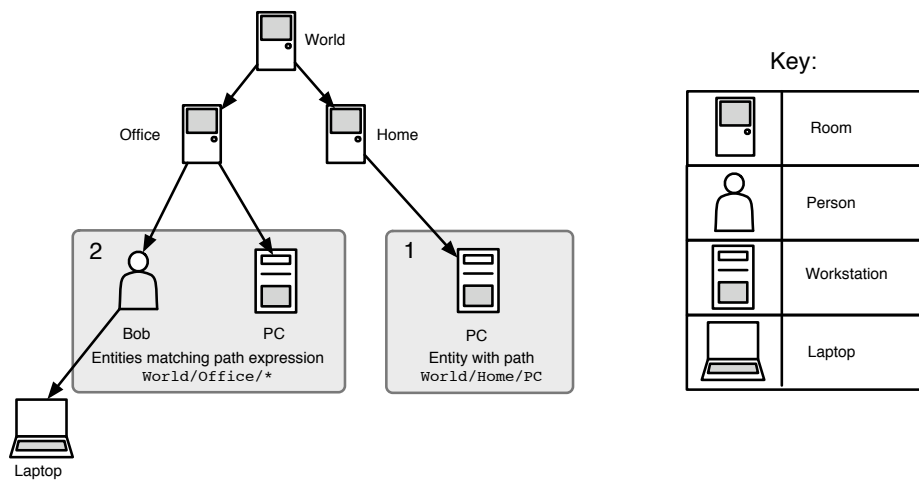 World
Office
Home
2
1
Bob
PC
PC
Entities matching path expression
World/Office/*
Entity with path
World/Home/PC
Laptop
Key:
Room
Person
Workstation
Laptop